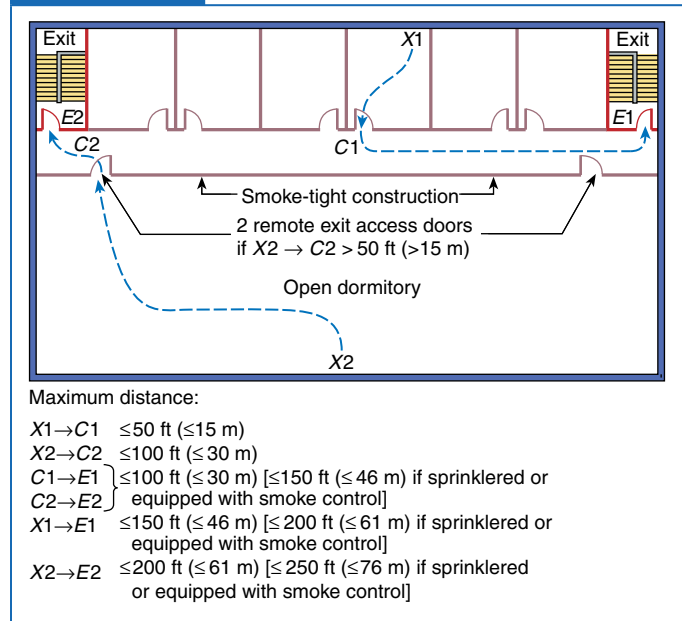 Exit
X1
Exit
E2
E1
C2
C1
Smoke-tight construction
2 remote exit access doors
if X2 → C2 > 50 ft (>15 m)
Open dormitory
X2
Maximum distance:
X1→C1 ≤50 ft (≤15 m)
X2→C2 ≤100 ft (≤30 m)
C1→E1 ≤100 ft (≤30 m) [≤150 ft (≤46 m) if sprinklered or
C2→E2 equipped with smoke control]
X1→E1 ≤150 ft (≤46 m) [≤ 200 ft (≤61 m) if sprinklered or
equipped with smoke control]
X2→E2 ≤200 ft (≤61 m) [≤ 250 ft (≤76 m) if sprinklered
or equipped with smoke control]